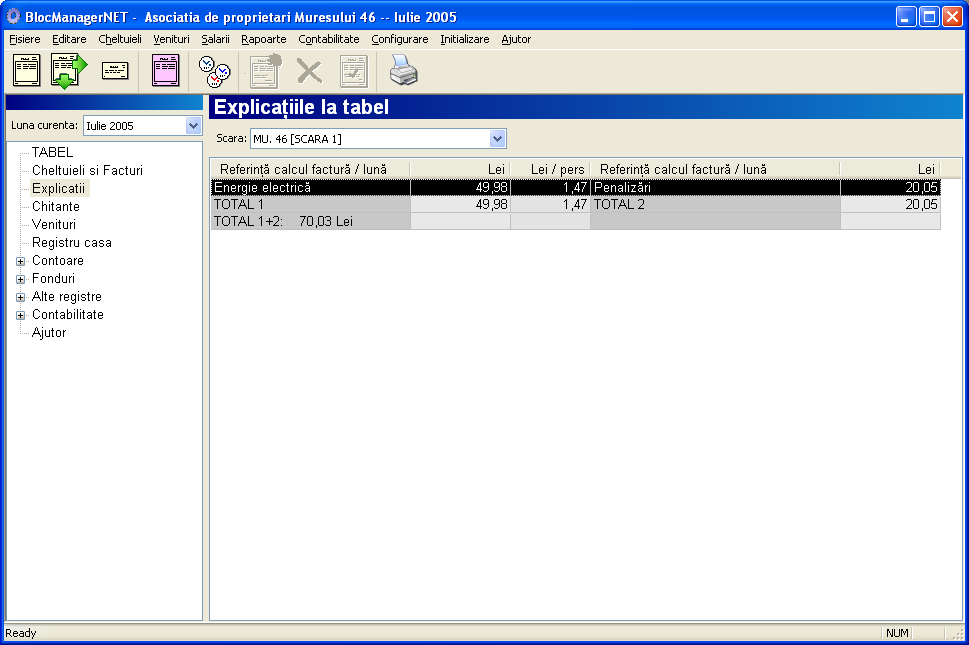 BlocManagerNET - Asociatia de proprietari Muresului 46 -- Iulie 2005
Fisiere Editare Cheltuieli Venituri Salarii Rapoarte Contabilitate Configurare Initializare Ajutor
Explicațiile la tabel
Luna curenta: Iulie 2005
Scara: MU. 46 [SCARA 1]
TABEL
Cheltuieli si Facturi
Explicatii
Chitante
Venituri
Registru casa
Contoare
Fonduri
Alte registre
Contabilitate
Ajutor
Referință calcul factură / lună Lei Lei / pers Referință calcul factură / lună Lei
Energie electrică 49,98 1,47 Penalizări 20,05
TOTAL 1 49,98 1,47 TOTAL 2 20,05
TOTAL 1+2: 70,03 Lei
Ready NUM